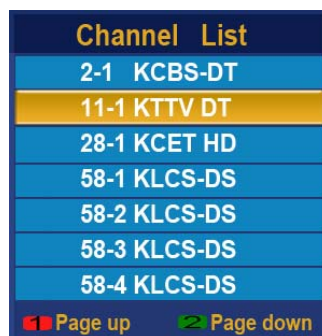 Channel List
2-1 KCBS-DT
11-1 KTTV DT
28-1 KCET HD
58-1 KLCS-DS
58-2 KLCS-DS
58-3 KLCS-DS
58-4 KLCS-DS
1 Page up 2 Page down